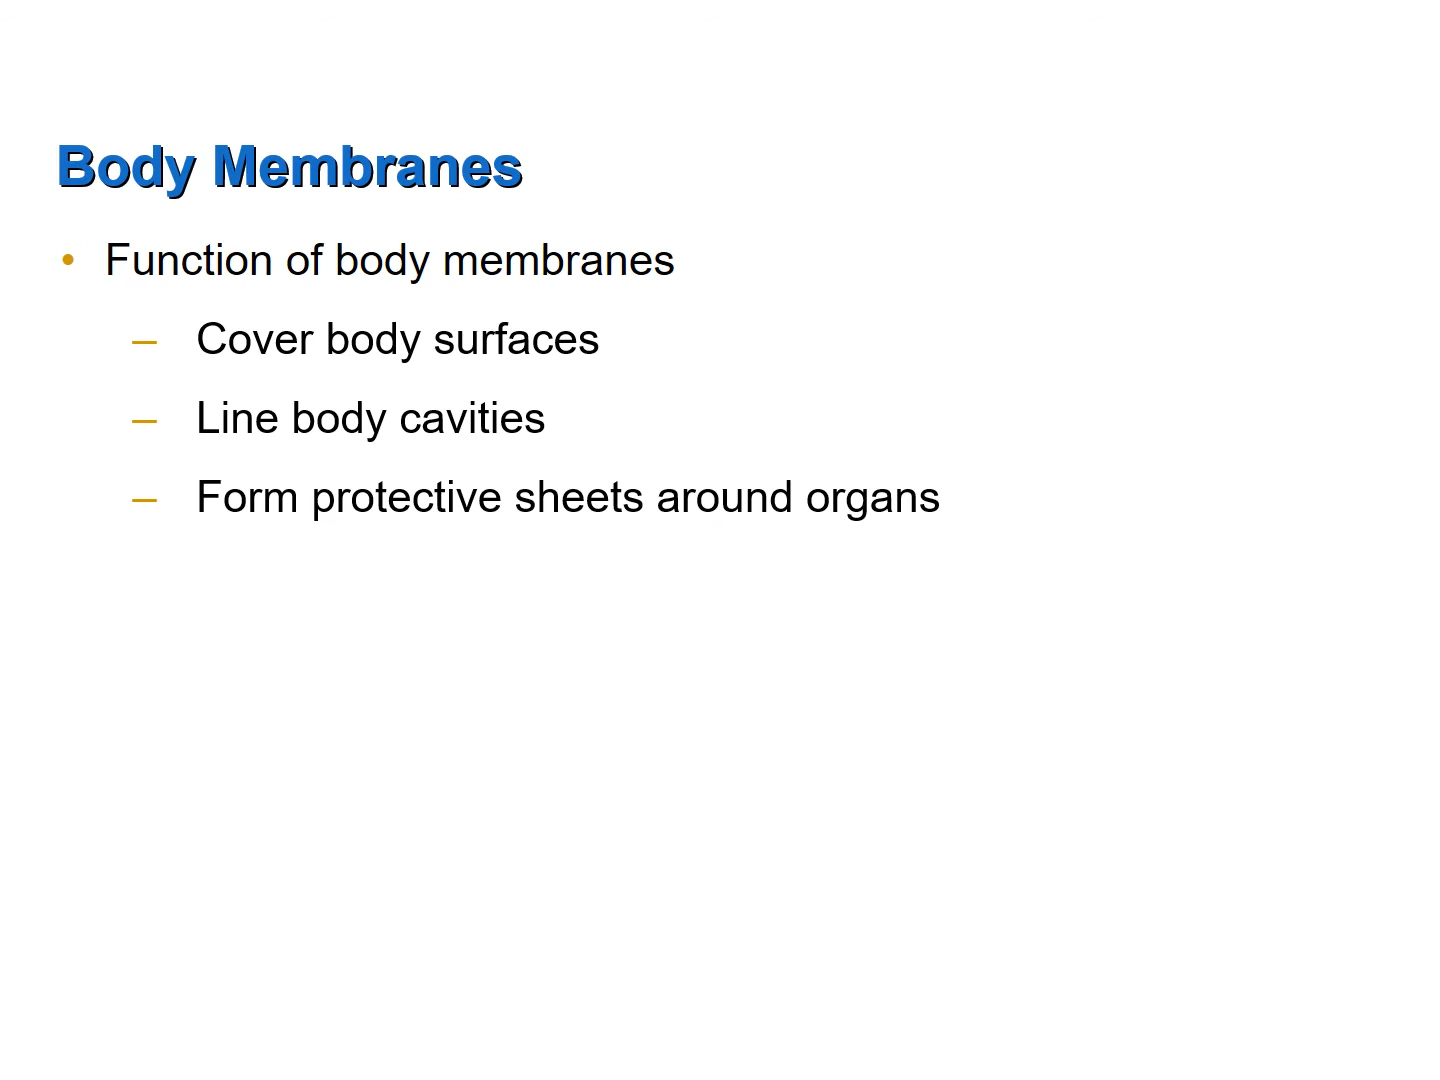 Body Membranes
• Function of body membranes
– Cover body surfaces
– Line body cavities
– Form protective sheets around organs